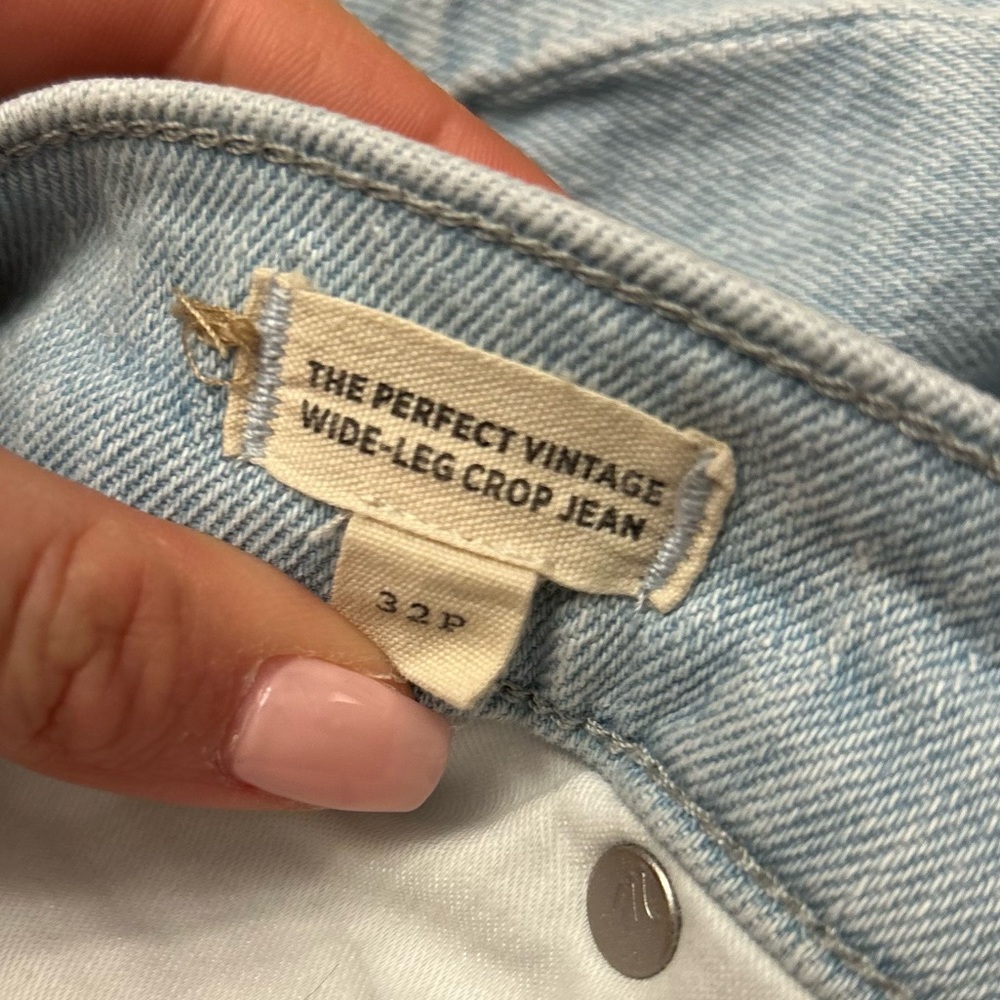 THE PERFECT VINTAGE
WIDE-LEG CROP JEAN
32P